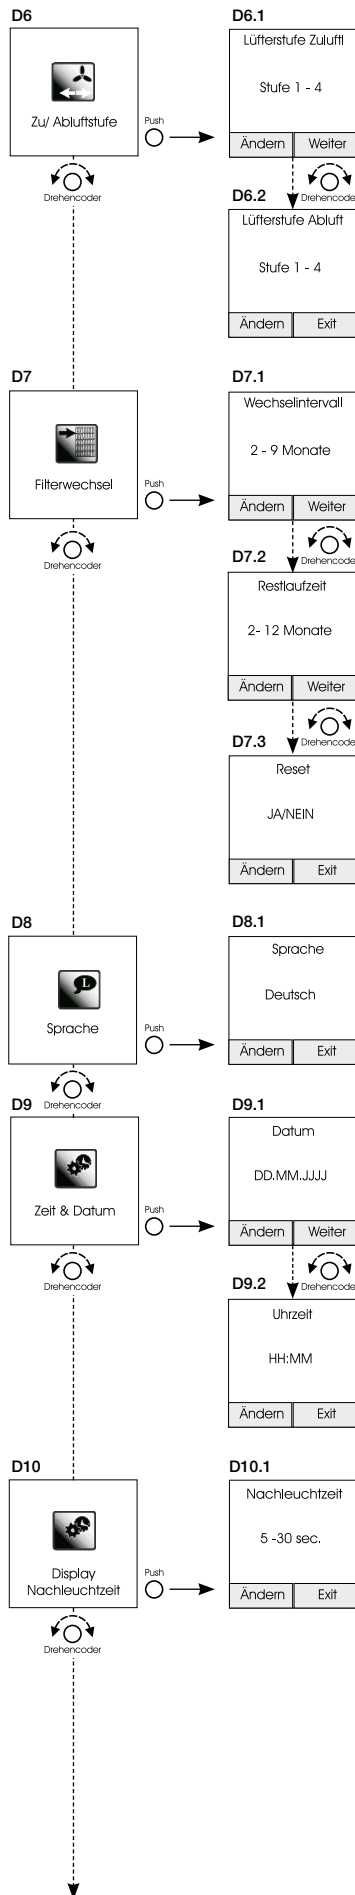 D6
Zu/ Abluftstufe
Push
Drehencoder
D6.1
Lüfterstufe Zuluftl
Stufe 1 - 4
Ändern Weiter
Drehencode
D6.2
Lüfterstufe Abluft
Stufe 1 - 4
Ändern Exit
D7
Filterwechsel
Push
Drehencoder
D7.1
Wechselintervall
2 - 9 Monate
Ändern Weiter
Drehencode
D7.2
Restlaufzeit
2- 12 Monate
Ändern Weiter
Drehencode
D7.3
Reset
JA/NEIN
Ändern Exit
D8
L
Sprache
Push
Drehencoder
D8.1
Sprache
Deutsch
Ändern Exit
D9
Zeit & Datum
Push
Drehencoder
D9.1
Datum
DD.MM.JJJJ
Ändern Weiter
Drehencode
D9.2
Uhrzeit
HH:MM
Ändern Exit
D10
Display
Nachleuchtzeit
Push
Drehencoder
D10.1
Nachleuchtzeit
5 -30 sec.
Ändern Exit